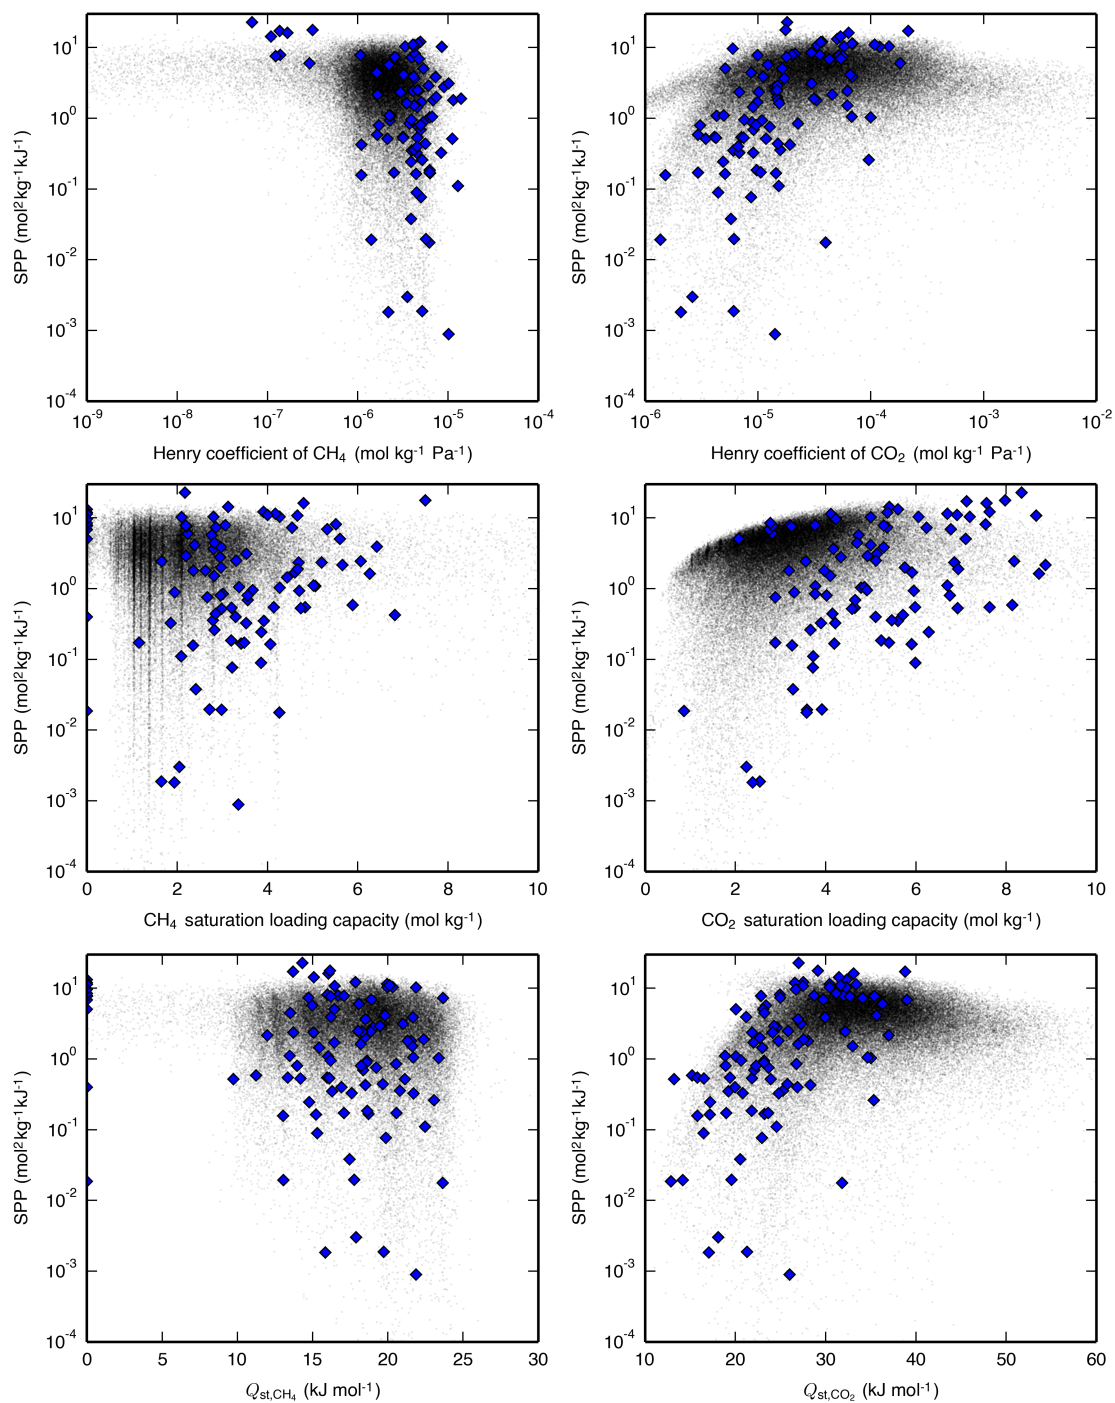 SPP (mol²kg⁻¹kJ⁻¹)
10¹
10⁰
10⁻¹
10⁻²
10⁻³
10⁻⁴
10⁻⁹ 10⁻⁸ 10⁻⁷ 10⁻⁶ 10⁻⁵ 10⁻⁴
Henry coefficient of CH₄ (mol kg⁻¹ Pa⁻¹)
SPP (mol²kg⁻¹kJ⁻¹)
10¹
10⁰
10⁻¹
10⁻²
10⁻³
10⁻⁴
10⁻⁶ 10⁻⁵ 10⁻⁴ 10⁻³ 10⁻²
Henry coefficient of CO₂ (mol kg⁻¹ Pa⁻¹)
SPP (mol²kg⁻¹kJ⁻¹)
10¹
10⁰
10⁻¹
10⁻²
10⁻³
10⁻⁴
0 2 4 6 8 10
CH₄ saturation loading capacity (mol kg⁻¹)
SPP (mol²kg⁻¹kJ⁻¹)
10¹
10⁰
10⁻¹
10⁻²
10⁻³
10⁻⁴
0 2 4 6 8 10
CO₂ saturation loading capacity (mol kg⁻¹)
SPP (mol²kg⁻¹kJ⁻¹)
10¹
10⁰
10⁻¹
10⁻²
10⁻³
10⁻⁴
0 5 10 15 20 25 30
Qst,CH₄ (kJ mol⁻¹)
SPP (mol²kg⁻¹kJ⁻¹)
10¹
10⁰
10⁻¹
10⁻²
10⁻³
10⁻⁴
10 20 30 40 50 60
Qst,CO₂ (kJ mol⁻¹)